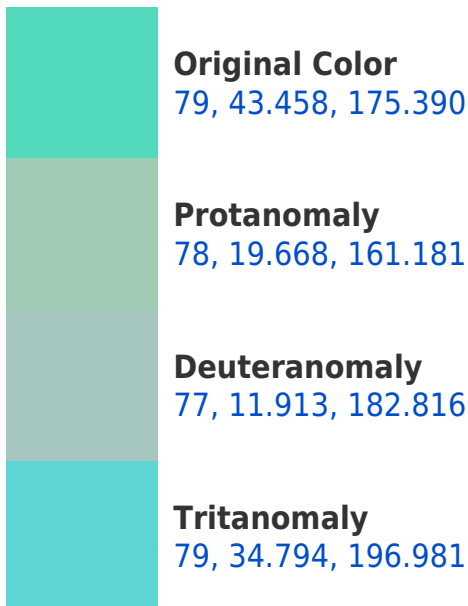 Original Color
79, 43.458, 175.390
Protanomaly
78, 19.668, 161.181
Deuteranomaly
77, 11.913, 182.816
Tritanomaly
79, 34.794, 196.981